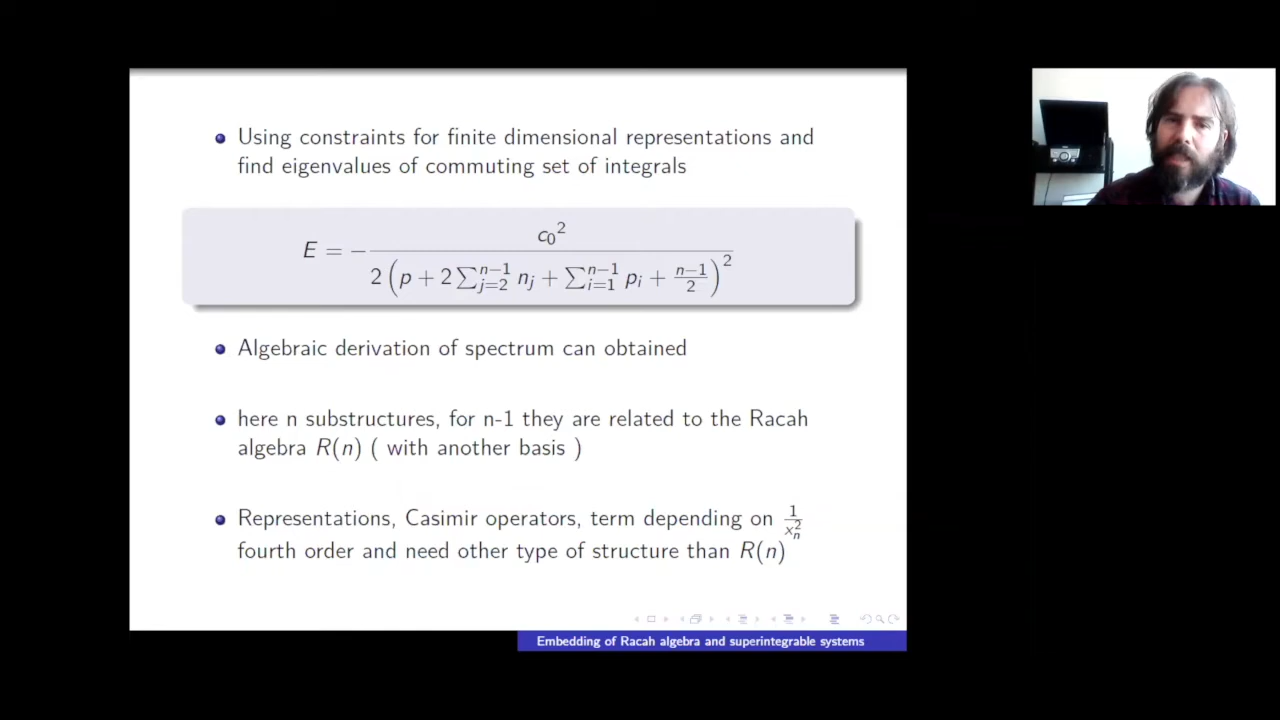 Using constraints for finite dimensional representations and
find eigenvalues of commuting set of integrals
E = − c₀² / 2 (p + 2 ∑_{j=2}^{n−1} n_j + ∑_{i=1}^{n−1} p_i + (n−1)/2)²
Algebraic derivation of spectrum can obtained
here n substructures, for n-1 they are related to the Racah
algebra R(n) ( with another basis )
Representations, Casimir operators, term depending on 1/x_n²
fourth order and need other type of structure than R(n)
Embedding of Racah algebra and superintegrable systems